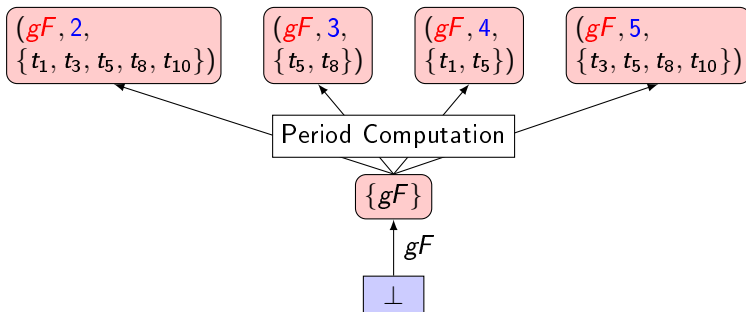 (gF, 2,
{t₁, t₃, t₅, t₈, t₁₀})
(gF, 3,
{t₅, t₈})
(gF, 4,
{t₁, t₅})
(gF, 5,
{t₃, t₅, t₈, t₁₀})
Period Computation
{gF}
gF
⊥